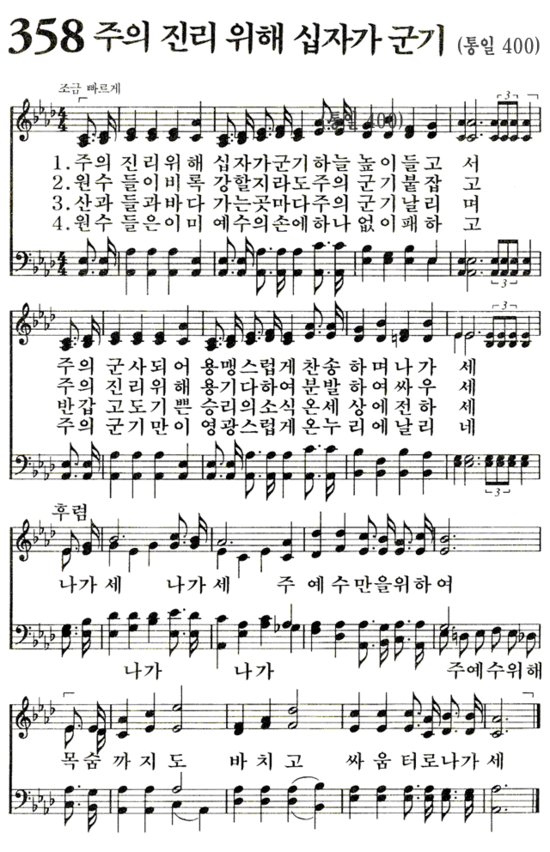 358 주의 진리 위해 십자가 군기 (통일 400)
조금 빠르게
1. 주의 진리위해 십자가군기하늘 높이들고 서
2. 원수 들이비록 강할지라도주의 군기붙잡 고
3. 산과 들과바다 가는곳마다주의 군기날리 며
4. 원수 들은이미 예수의손에하나 없이패하 고
주의 군사되어 용맹스럽게찬송 하며나가 세
주의 진리위해 용기다하여분발 하여싸우 세
반갑 고도기쁜 승리의소식온세 상에전하 세
주의 군기만이 영광스럽게온누 리에날리 네
후렴
나가 세 나가 세 주 예수만을위하 여
나가 나가 주예수위해
목숨 까지도 바치고 싸움 터로나가 세